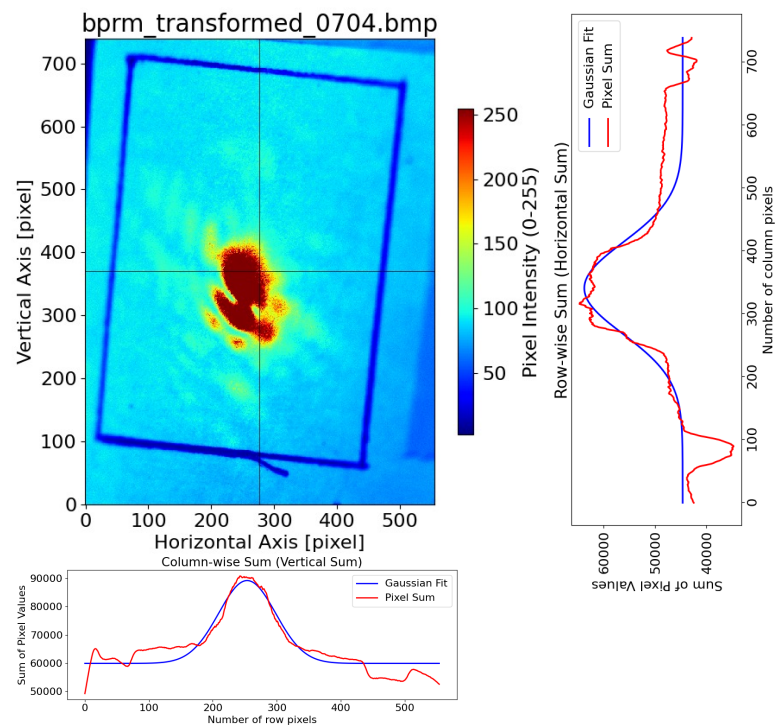 bprm_transformed_0704.bmp
Vertical Axis [pixel]
700
600
500
400
300
200
100
0
0 100 200 300 400 500
Horizontal Axis [pixel]
250
200
150
100
50
Pixel Intensity (0-255)
Row-wise Sum (Horizontal Sum)
Gaussian Fit
Pixel Sum
Number of column pixels
700
600
500
400
300
200
100
0
60000 50000 40000
Sum of Pixel Values
Column-wise Sum (Vertical Sum)
Sum of Pixel Values
90000
80000
70000
60000
50000
Gaussian Fit
Pixel Sum
0 100 200 300 400 500
Number of row pixels